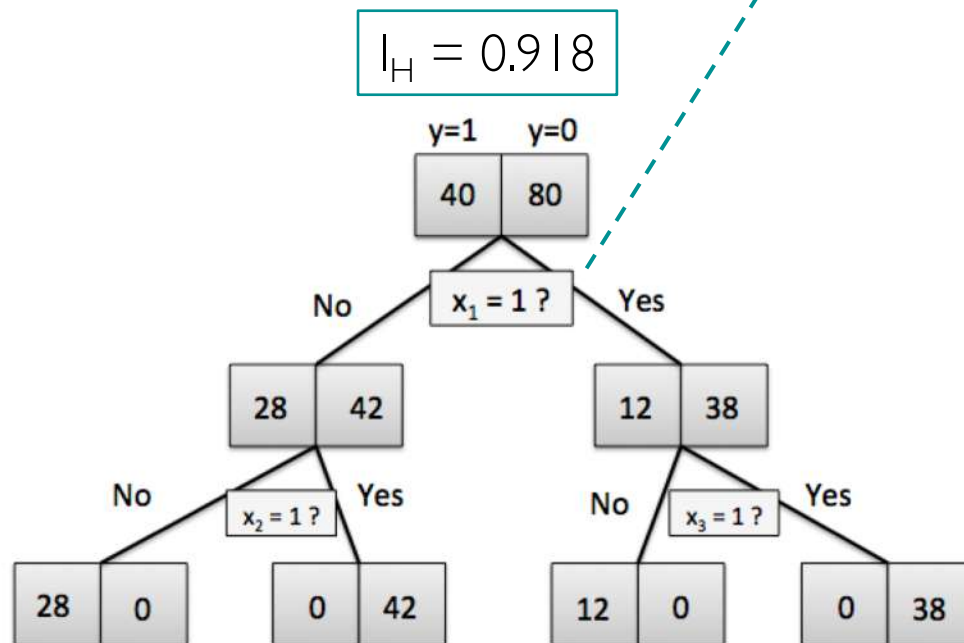 I_H = 0.918
y=1 y=0
40 80
x₁ = 1 ?
No Yes
28 42 12 38
No Yes No Yes
x₂ = 1 ? x₃ = 1 ?
28 0 0 42 12 0 0 38